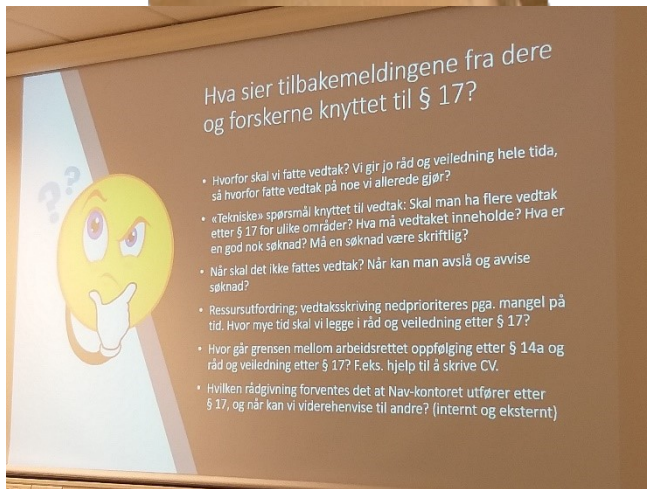 Hva sier tilbakemeldingene fra dere
og forskerne knyttet til § 17?
• Hvorfor skal vi fatte vedtak? Vi gir jo råd og veiledning hele tida,
så hvorfor fatte vedtak på noe vi allerede gjør?
• «Tekniske» spørsmål knyttet til vedtak: Skal man ha flere vedtak
etter § 17 for ulike områder? Hva må vedtaket inneholde? Hva er
en god nok søknad? Må en søknad være skriftlig?
• Når skal det ikke fattes vedtak? Når kan man avslå og avvise
søknad?
• Ressursutfordring; vedtaksskriving nedprioriteres pga. mangel på
tid. Hvor mye tid skal vi legge i råd og veiledning etter § 17?
• Hvor går grensen mellom arbeidsrettet oppfølging etter § 14a og
råd og veiledning etter § 17? F.eks. hjelp til å skrive CV.
• Hvilken rådgivning forventes det at Nav-kontoret utfører etter
§ 17, og når kan vi viderehenvise til andre? (internt og eksternt)
??